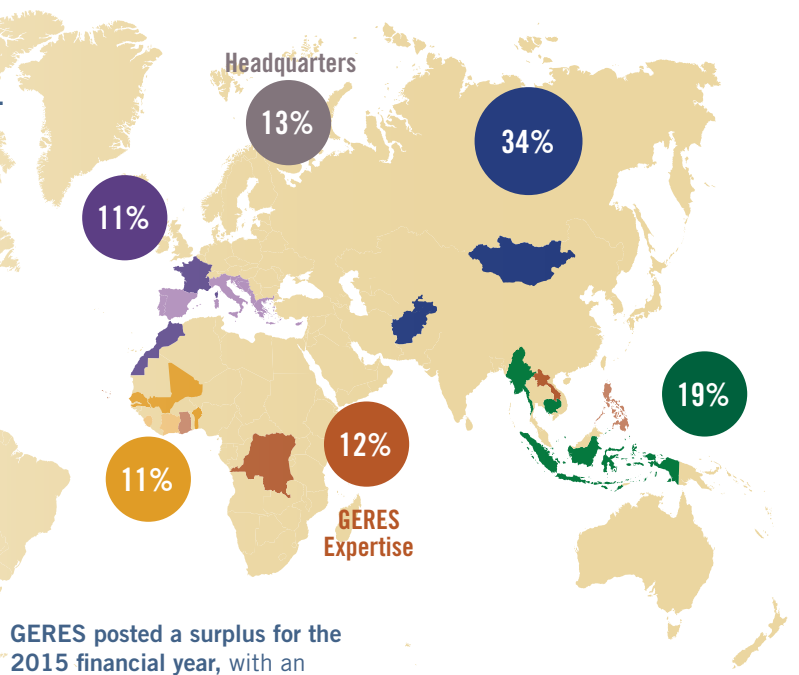 Headquarters
13%
34%
11%
19%
12%
11%
GERES
Expertise
GERES posted a surplus for the
2015 financial year, with an